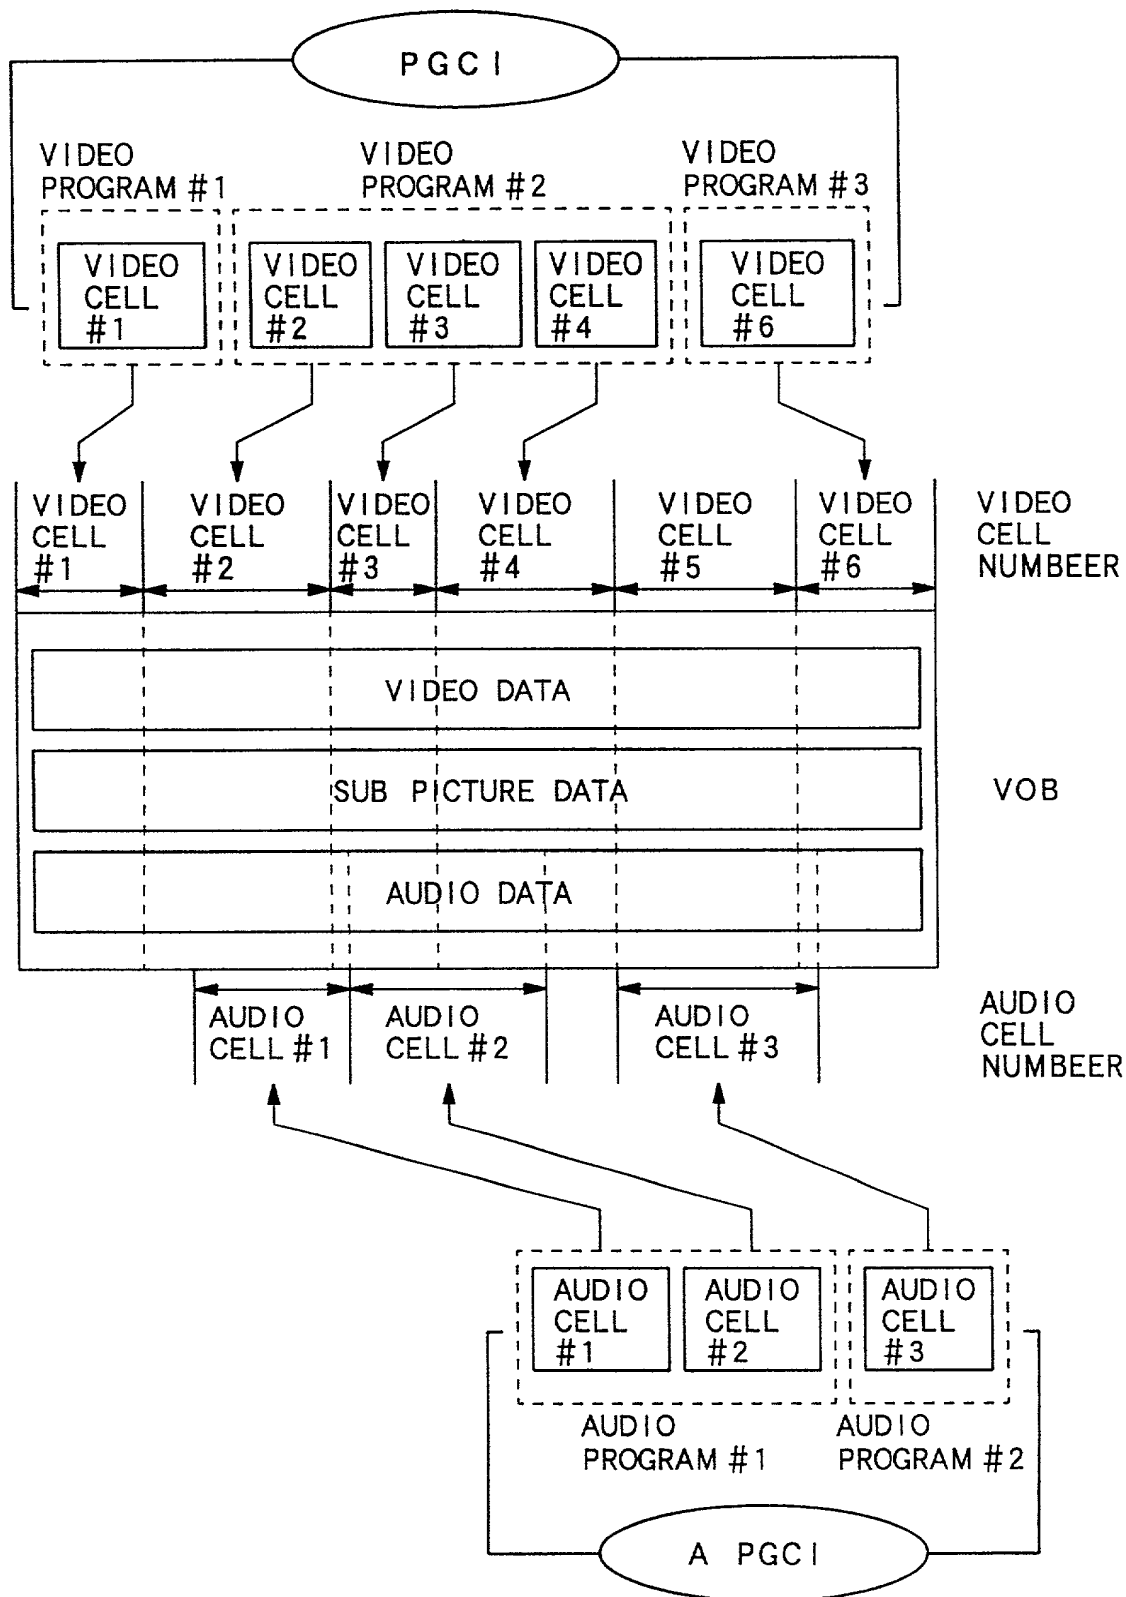 PGCI
VIDEO
PROGRAM #1
VIDEO
PROGRAM #2
VIDEO
PROGRAM #3
VIDEO
CELL
#1
VIDEO
CELL
#2
VIDEO
CELL
#3
VIDEO
CELL
#4
VIDEO
CELL
#6
VIDEO
CELL
#1
VIDEO
CELL
#2
VIDEO
CELL
#3
VIDEO
CELL
#4
VIDEO
CELL
#5
VIDEO
CELL
#6
VIDEO
CELL
NUMBEER
VIDEO DATA
SUB PICTURE DATA
VOB
AUDIO DATA
AUDIO
CELL #1
AUDIO
CELL #2
AUDIO
CELL #3
AUDIO
CELL
NUMBEER
AUDIO
CELL
#1
AUDIO
CELL
#2
AUDIO
CELL
#3
AUDIO
PROGRAM #1
AUDIO
PROGRAM #2
A PGCI